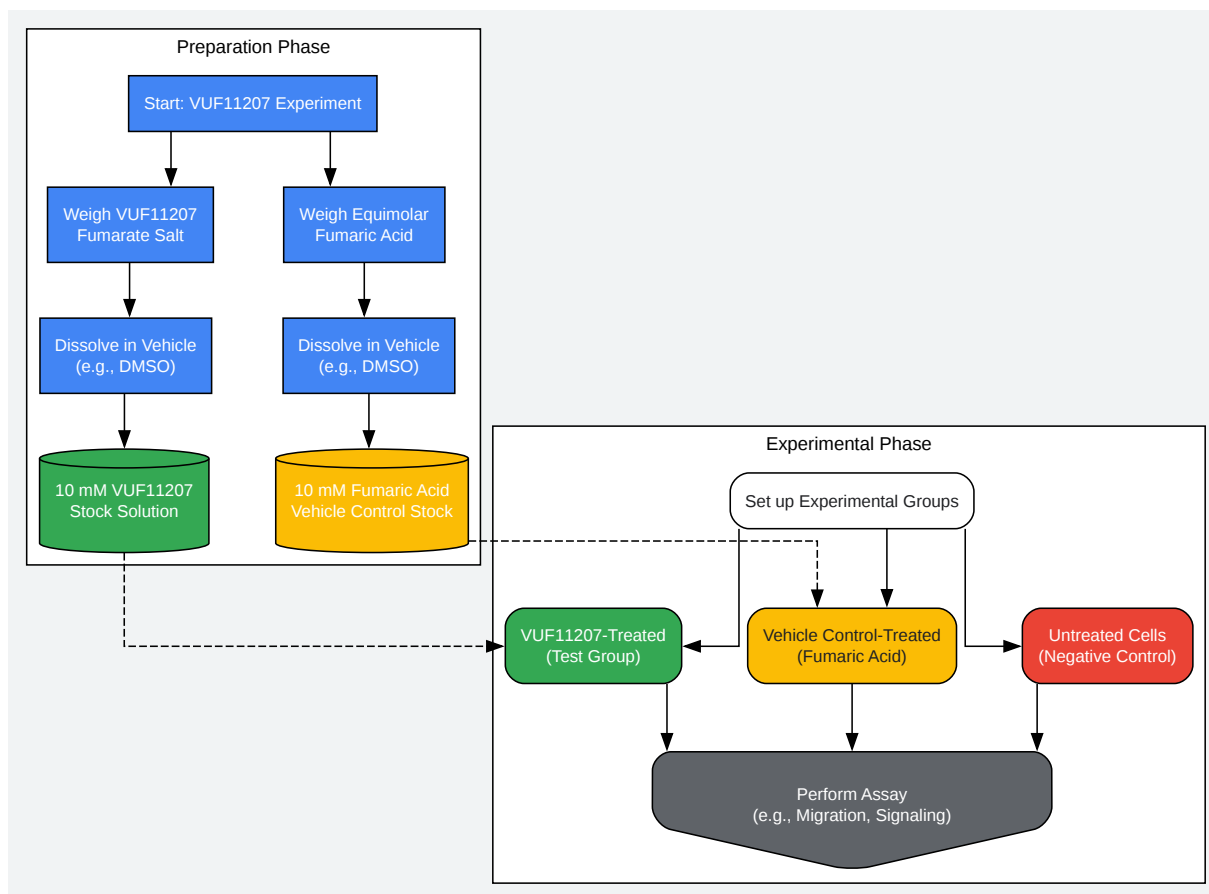 Preparation Phase
Start: VUF11207 Experiment
Weigh VUF11207
Fumarate Salt
Weigh Equimolar
Fumaric Acid
Dissolve in Vehicle
(e.g., DMSO)
Dissolve in Vehicle
(e.g., DMSO)
10 mM VUF11207
Stock Solution
10 mM Fumaric Acid
Vehicle Control Stock
Experimental Phase
Set up Experimental Groups
VUF11207-Treated
(Test Group)
Vehicle Control-Treated
(Fumaric Acid)
Untreated Cells
(Negative Control)
Perform Assay
(e.g., Migration, Signaling)